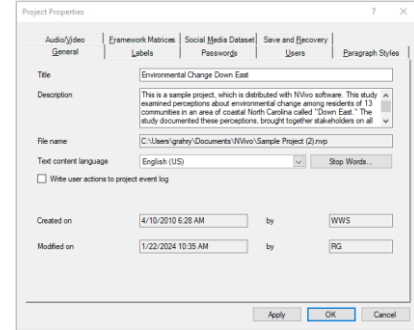 Project Properties
? ×
Audio/Video Framework Matrices Social Media Dataset Save and Recovery
General Labels Passwords Users Paragraph Styles
Title Environmental Change Down East
Description This is a sample project, which is distributed with NVivo software. This study
examined perceptions about environmental change among residents of 13
communities in an area of coastal North Carolina called "Down East." The
study documented these perceptions, brought together stakeholders on all
File name C:\Users\grahry\Documents\NVivo\Sample Project (2).nvp
Text content language English (US) Stop Words...
Write user actions to project event log
Created on 4/10/2010 6:28 AM by WWS
Modified on 1/22/2024 10:35 AM by RG
Apply OK Cancel